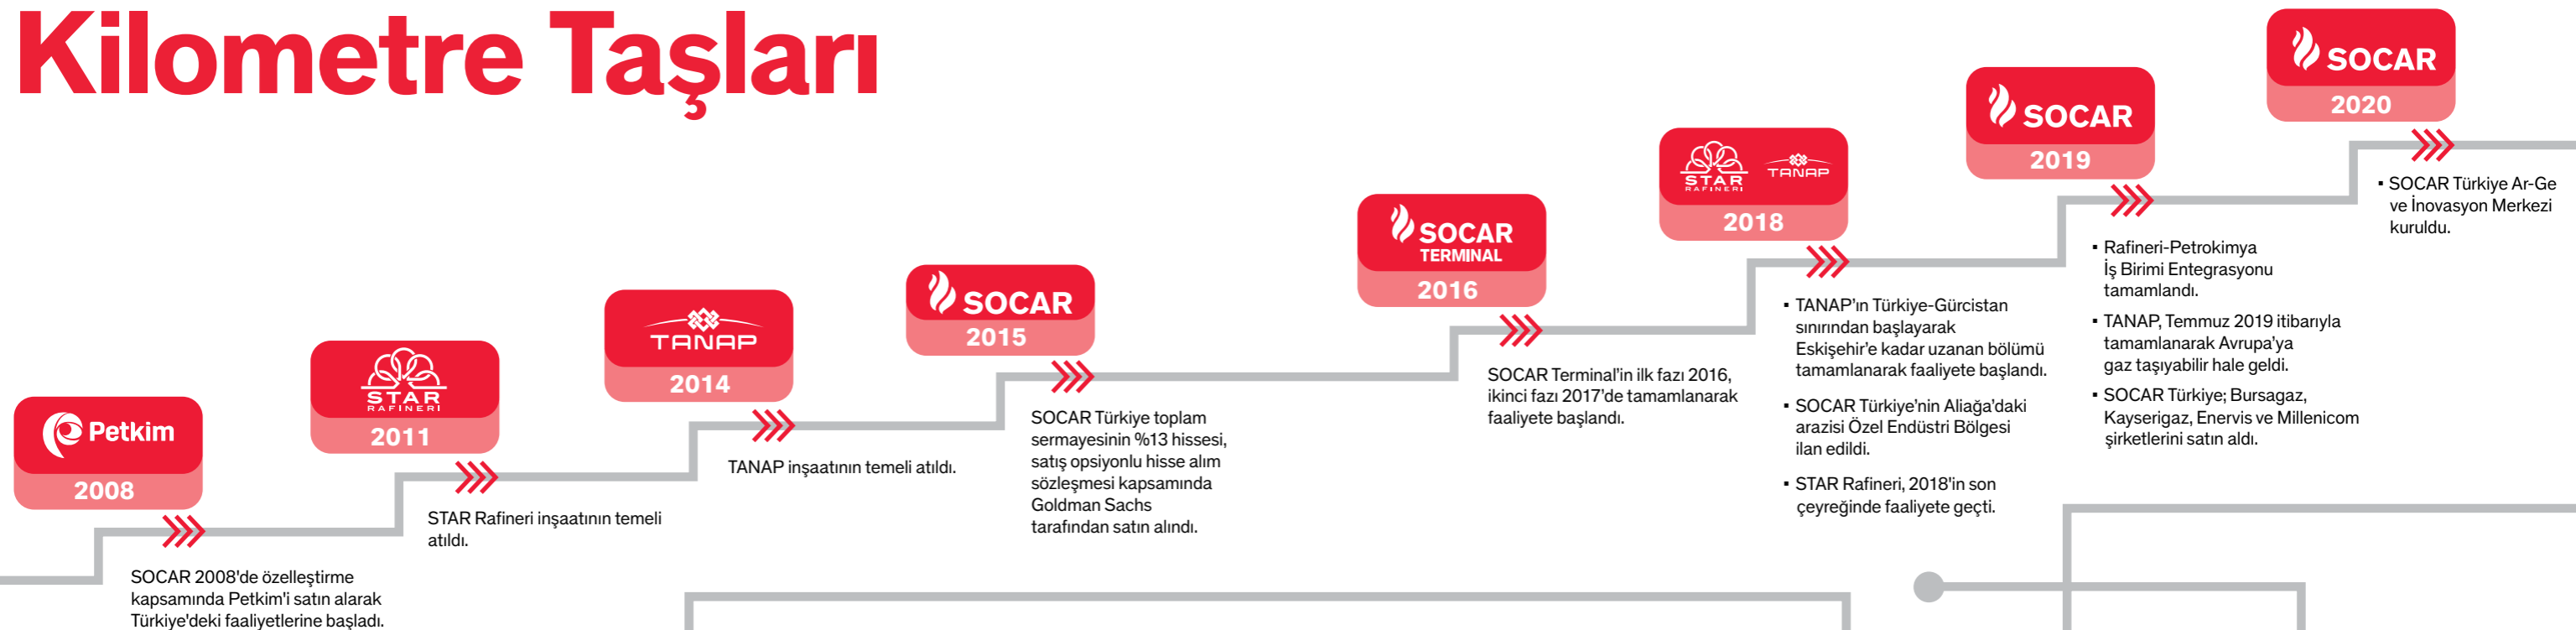 Kilometre Taşları
Petkim
2008
SOCAR 2008'de özelleştirme
kapsamında Petkim'i satın alarak
Türkiye'deki faaliyetlerine başladı.
STAR
RAFİNERİ
2011
STAR Rafineri inşaatının temeli
atıldı.
TANAP
2014
TANAP inşaatının temeli atıldı.
SOCAR
2015
SOCAR Türkiye toplam
sermayesinin %13 hissesi,
satış opsiyonlu hisse alım
sözleşmesi kapsamında
Goldman Sachs
tarafından satın alındı.
SOCAR
TERMINAL
2016
SOCAR Terminal'in ilk fazı 2016,
ikinci fazı 2017'de tamamlanarak
faaliyete başlandı.
STAR
RAFİNERİ
TANAP
2018
▪ TANAP'ın Türkiye-Gürcistan
sınırından başlayarak
Eskişehir'e kadar uzanan bölümü
tamamlanarak faaliyete başlandı.
▪ SOCAR Türkiye'nin Aliağa'daki
arazisi Özel Endüstri Bölgesi
ilan edildi.
▪ STAR Rafineri, 2018'in son
çeyreğinde faaliyete geçti.
SOCAR
2019
▪ Rafineri-Petrokimya
İş Birimi Entegrasyonu
tamamlandı.
▪ TANAP, Temmuz 2019 itibarıyla
tamamlanarak Avrupa'ya
gaz taşıyabilir hale geldi.
▪ SOCAR Türkiye; Bursagaz,
Kayserigaz, Enervis ve Millenicom
şirketlerini satın aldı.
SOCAR
2020
▪ SOCAR Türkiye Ar-Ge
ve İnovasyon Merkezi
kuruldu.